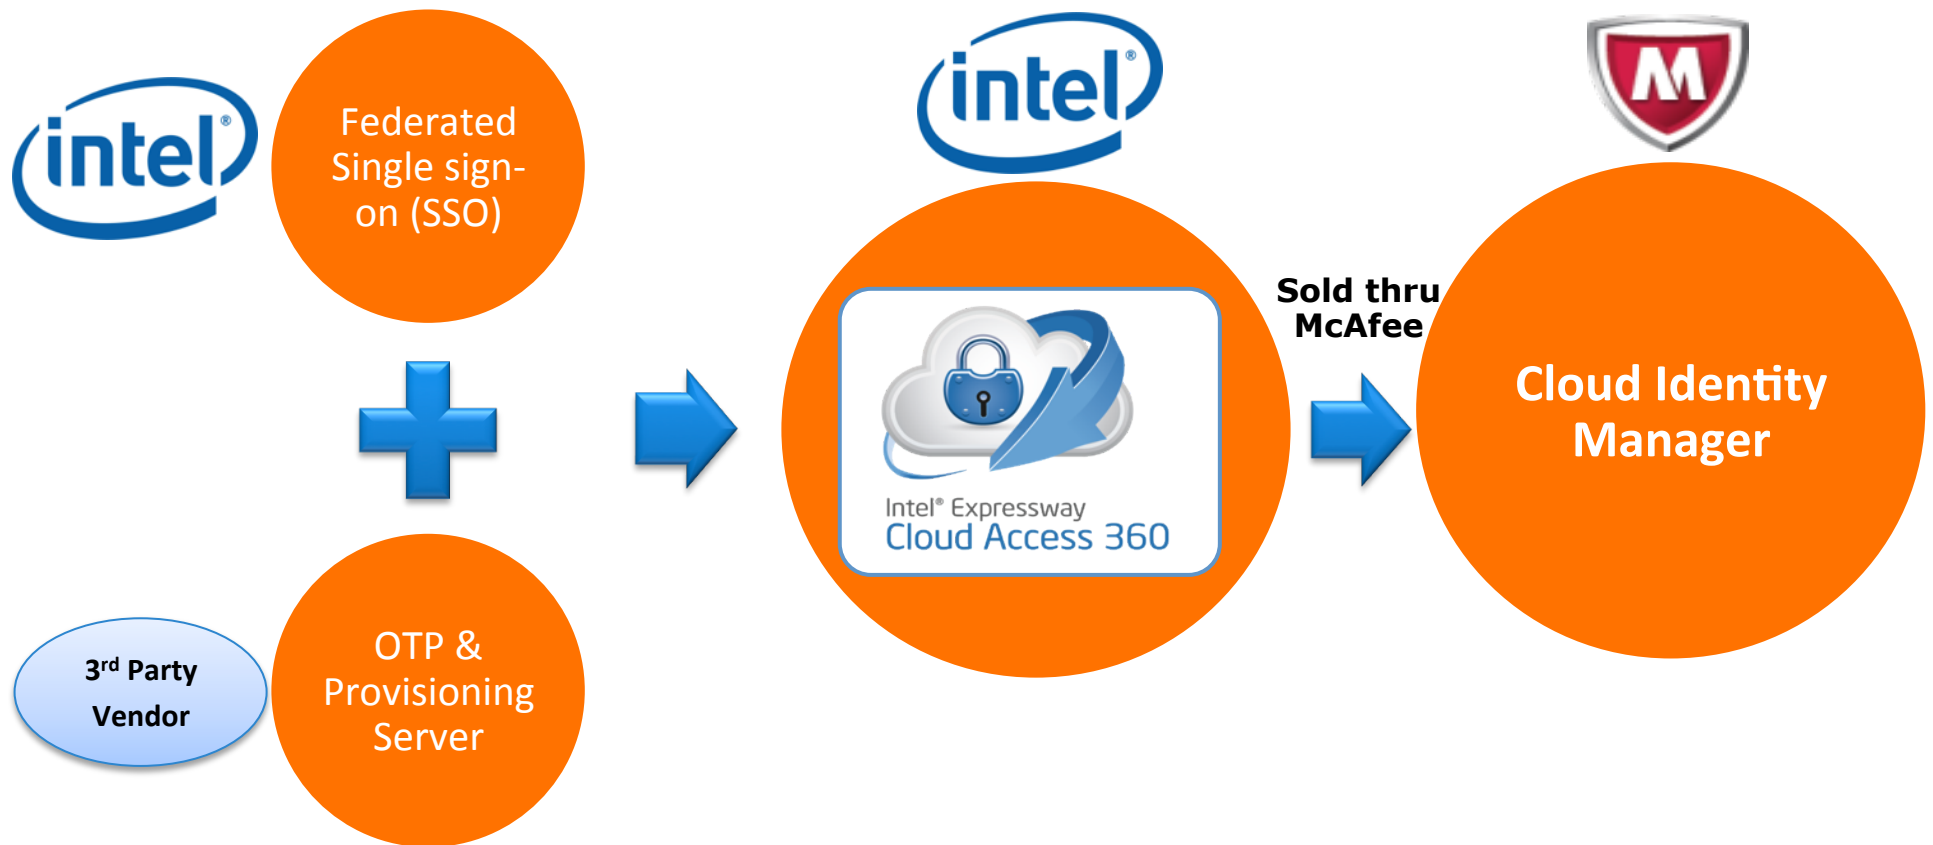 intel®
Federated
Single sign-
on (SSO)
3rd Party
Vendor
OTP &
Provisioning
Server
intel®
Intel® Expressway
Cloud Access 360
Sold thru
McAfee
M
Cloud Identity
Manager